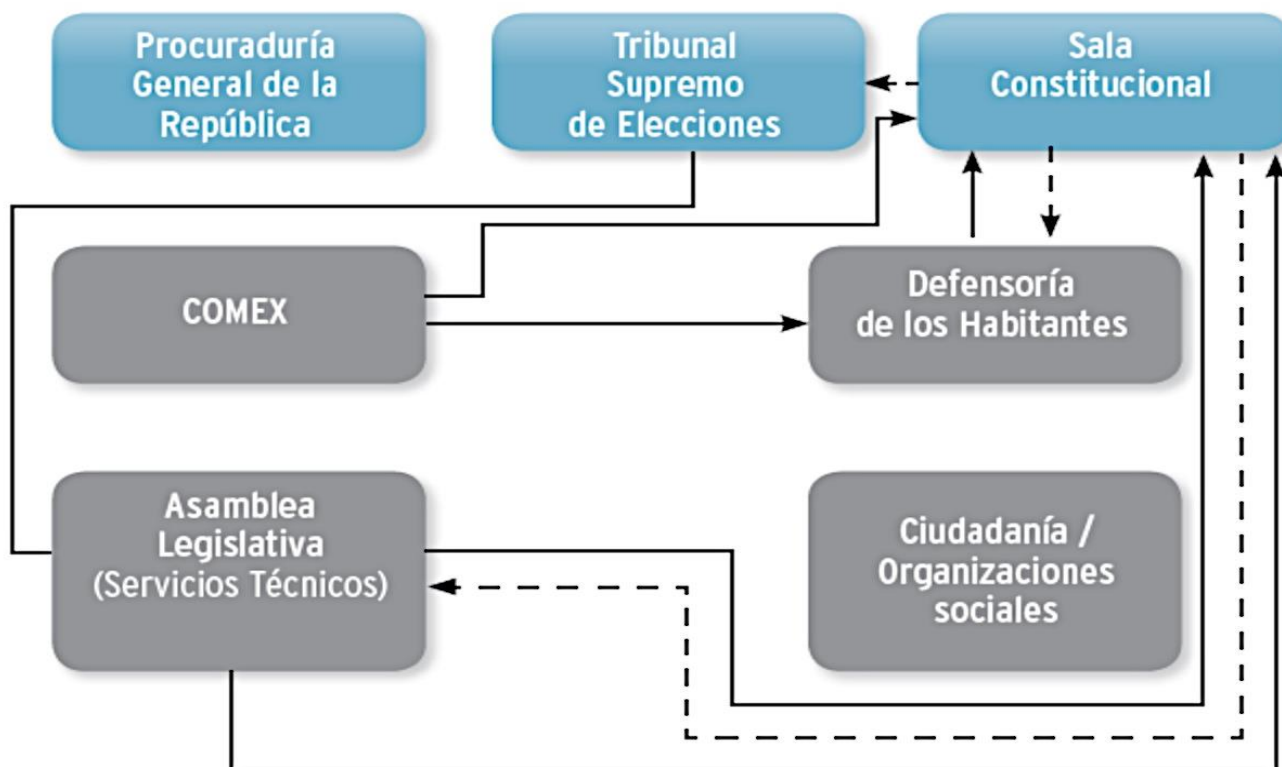 Procuraduría
General de la
República
Tribunal
Supremo
de Elecciones
Sala
Constitucional
COMEX
Defensoría
de los Habitantes
Asamblea
Legislativa
(Servicios Técnicos)
Ciudadanía /
Organizaciones
sociales